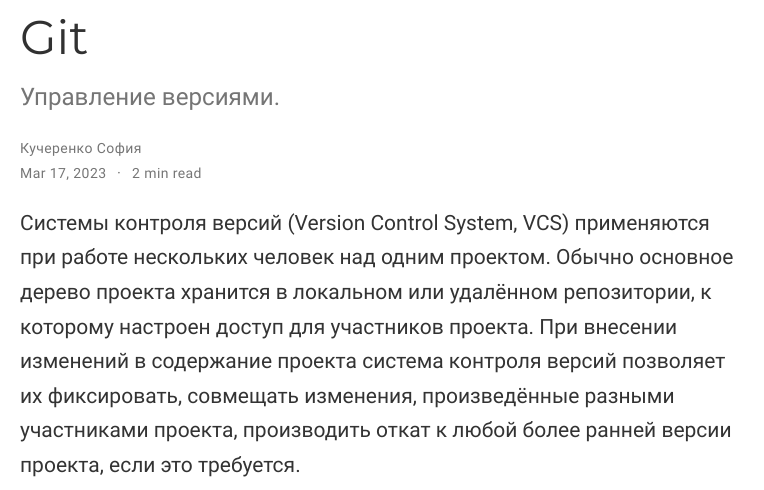 Git
Управление версиями.
Кучеренко София
Mar 17, 2023 · 2 min read
Системы контроля версий (Version Control System, VCS) применяются
при работе нескольких человек над одним проектом. Обычно основное
дерево проекта хранится в локальном или удалённом репозитории, к
которому настроен доступ для участников проекта. При внесении
изменений в содержание проекта система контроля версий позволяет
их фиксировать, совмещать изменения, произведённые разными
участниками проекта, производить откат к любой более ранней версии
проекта, если это требуется.